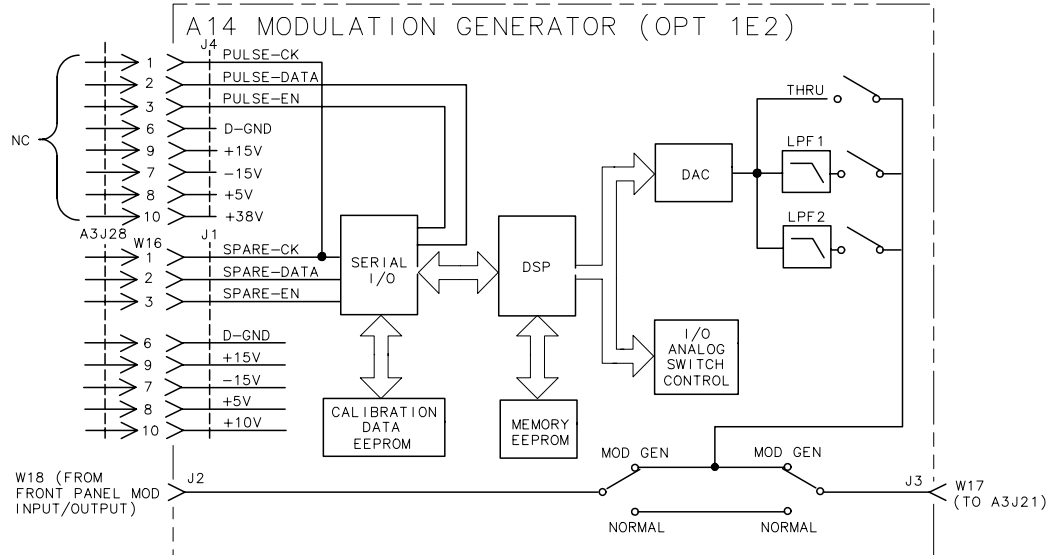 A14 MODULATION GENERATOR (OPT 1E2)
J4
1 PULSE-CK
2 PULSE-DATA
3 PULSE-EN
NC
6 D-GND
9 +15V
7 -15V
8 +5V
10 +38V
A3J28
W16
J1
1 SPARE-CK
2 SPARE-DATA
3 SPARE-EN
6 D-GND
9 +15V
7 -15V
8 +5V
10 +10V
SERIAL
I/O
DSP
DAC
THRU
LPF1
LPF2
I/O
ANALOG
SWITCH
CONTROL
CALIBRATION
DATA
EEPROM
MEMORY
EEPROM
MOD GEN
MOD GEN
W18 (FROM
FRONT PANEL MOD
INPUT/OUTPUT)
J2
J3
W17
(TO A3J21)
NORMAL
NORMAL